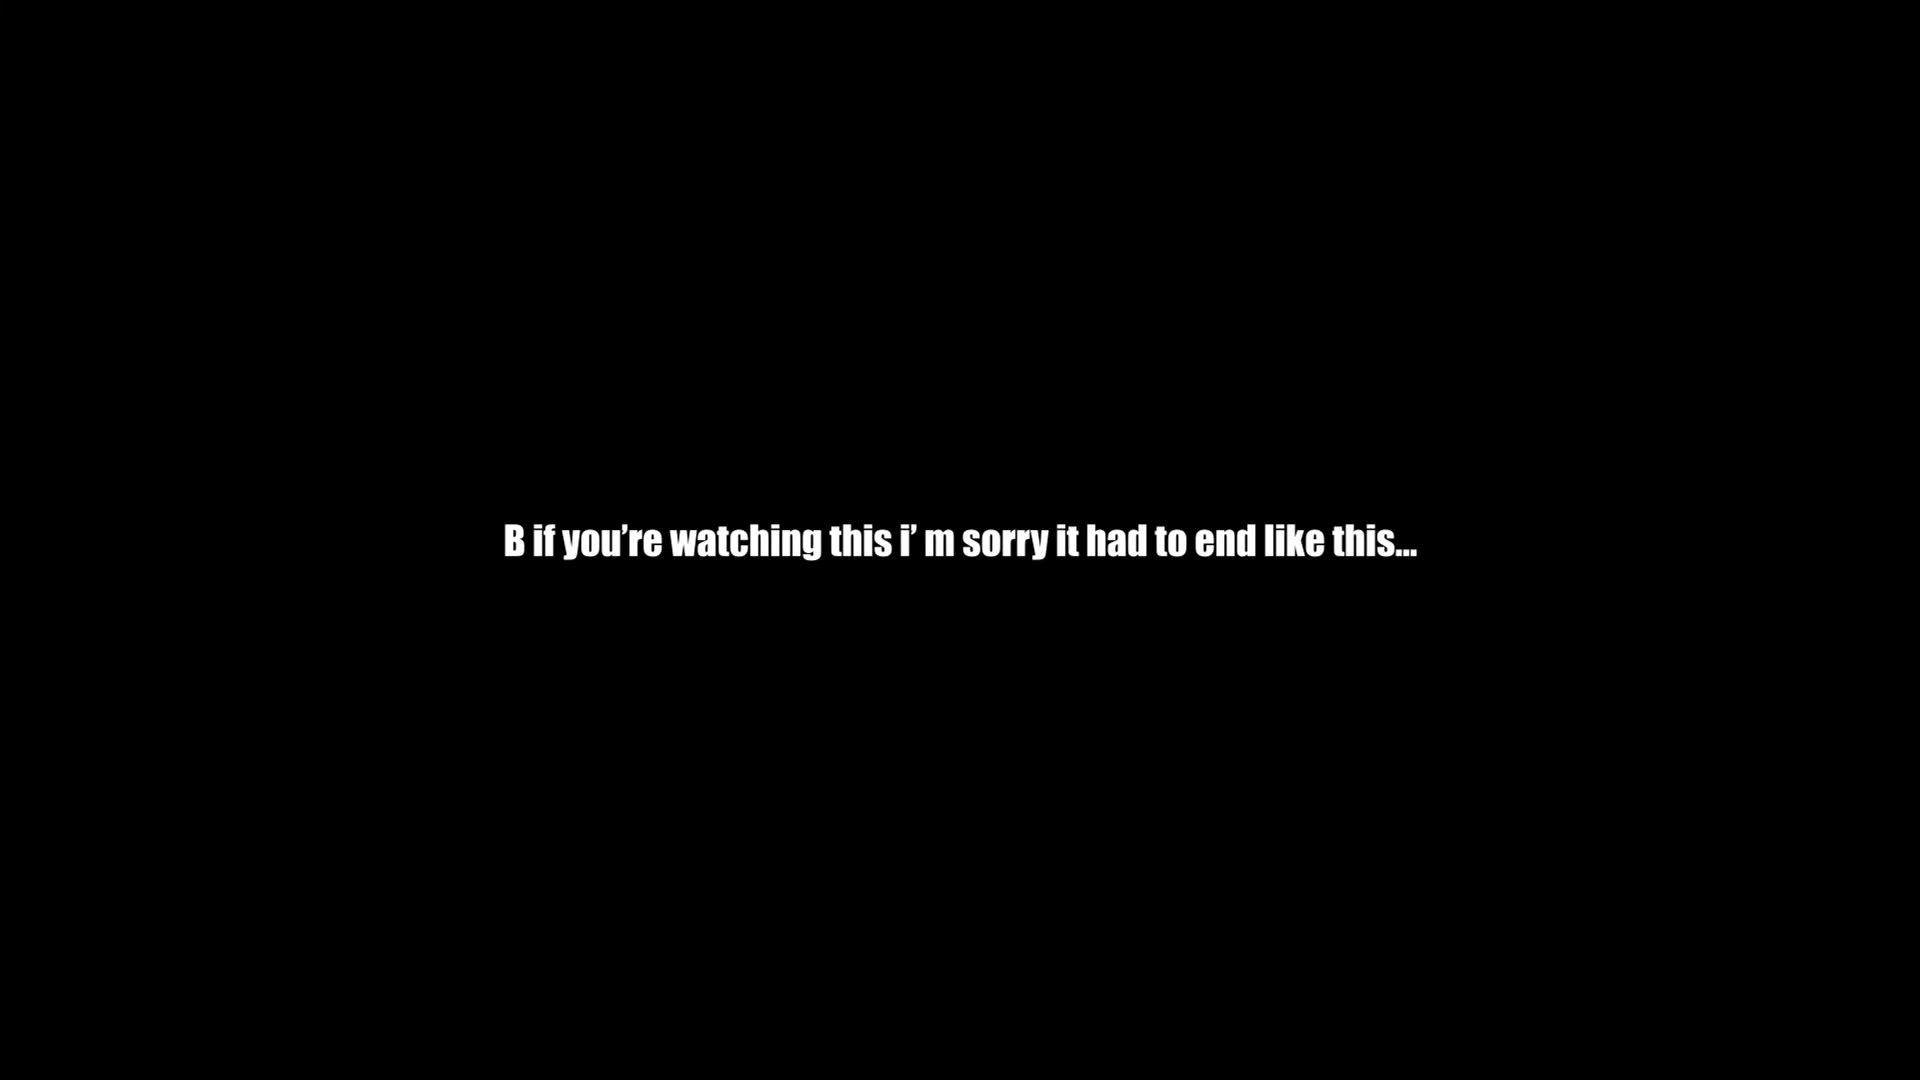 B if you’re watching this i’ m sorry it had to end like this...